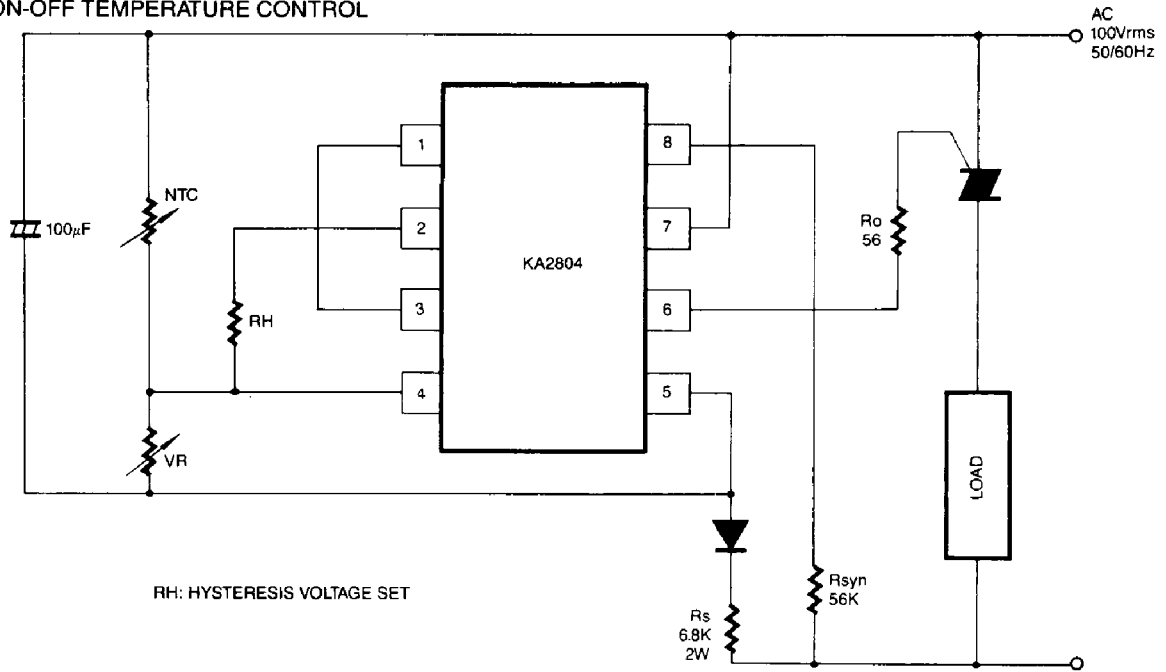 ON-OFF TEMPERATURE CONTROL
AC
100Vrms
50/60Hz
1
8
NTC
100μF
2
7
Ro
56
KA2804
3
6
RH
4
5
VR
LOAD
RH: HYSTERESIS VOLTAGE SET
Rsyn
56K
Rs
6.8K
2W